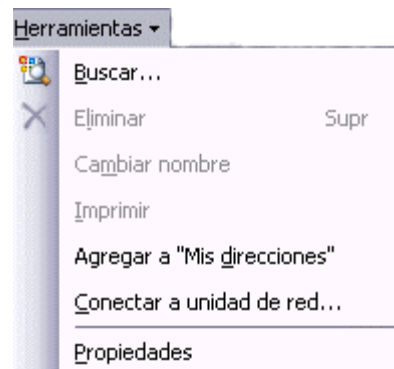 Herramientas
Buscar...
Eliminar Supr
Cambiar nombre
Imprimir
Agregar a "Mis direcciones"
Conectar a unidad de red...
Propiedades